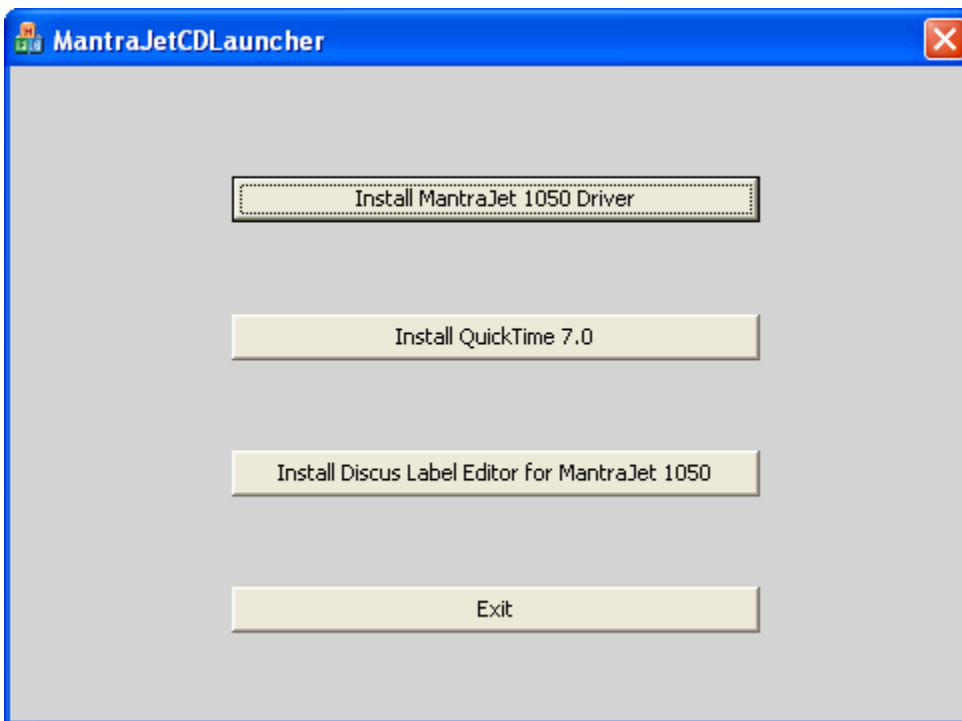 MantraJetCDLauncher
Install MantraJet 1050 Driver
Install QuickTime 7.0
Install Discus Label Editor for MantraJet 1050
Exit